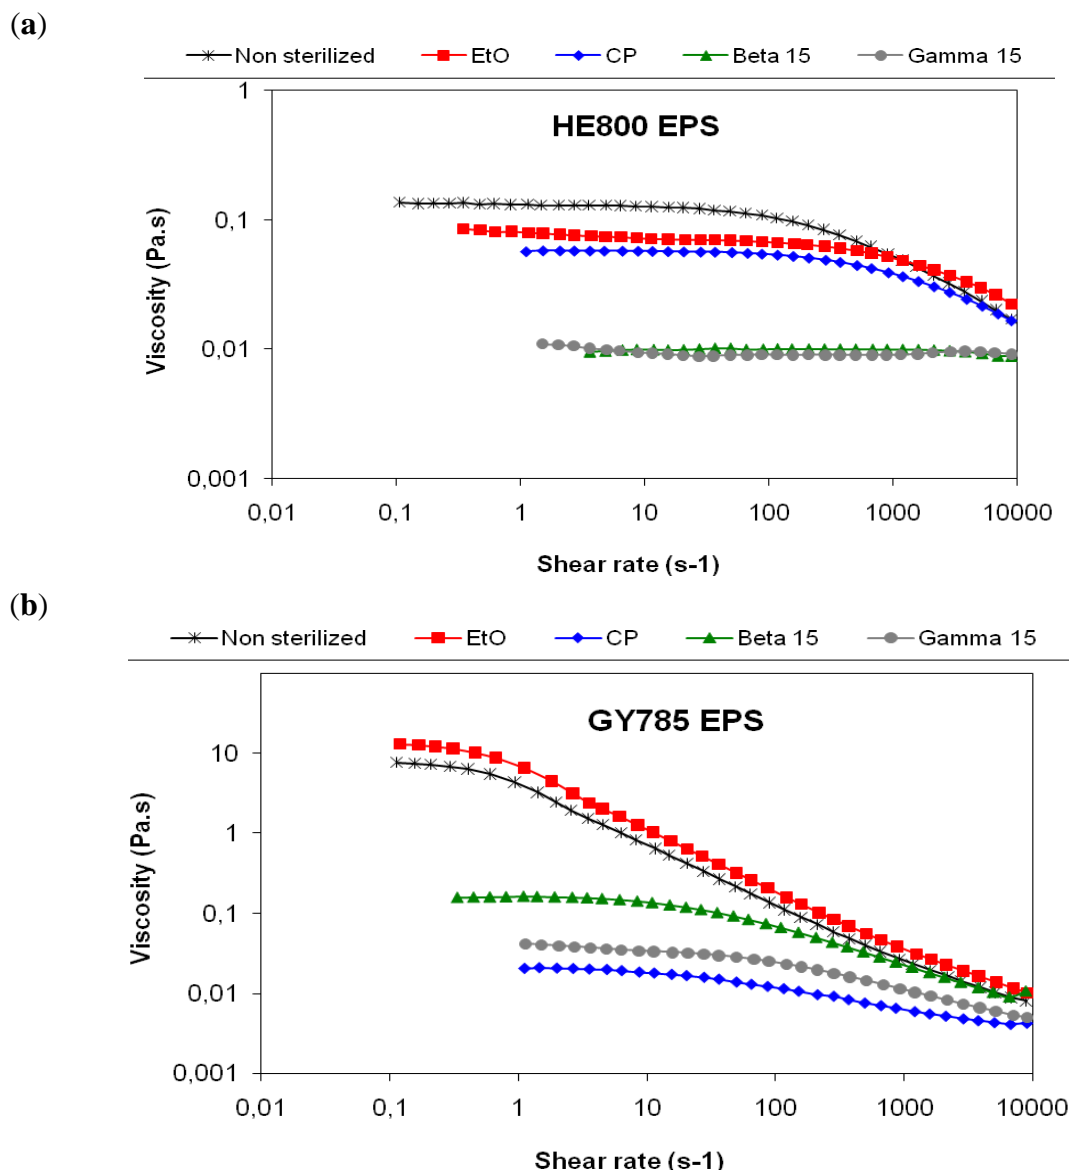 (a)
Non sterilized EtO CP Beta 15 Gamma 15
1
HE800 EPS
0,1
Viscosity (Pa.s)
0,01
0,001
0,01 0,1 1 10 100 1000 10000
Shear rate (s-1)
(b)
Non sterilized EtO CP Beta 15 Gamma 15
GY785 EPS
10
1
Viscosity (Pa.s)
0,1
0,01
0,001
0,01 0,1 1 10 100 1000 10000
Shear rate (s-1)